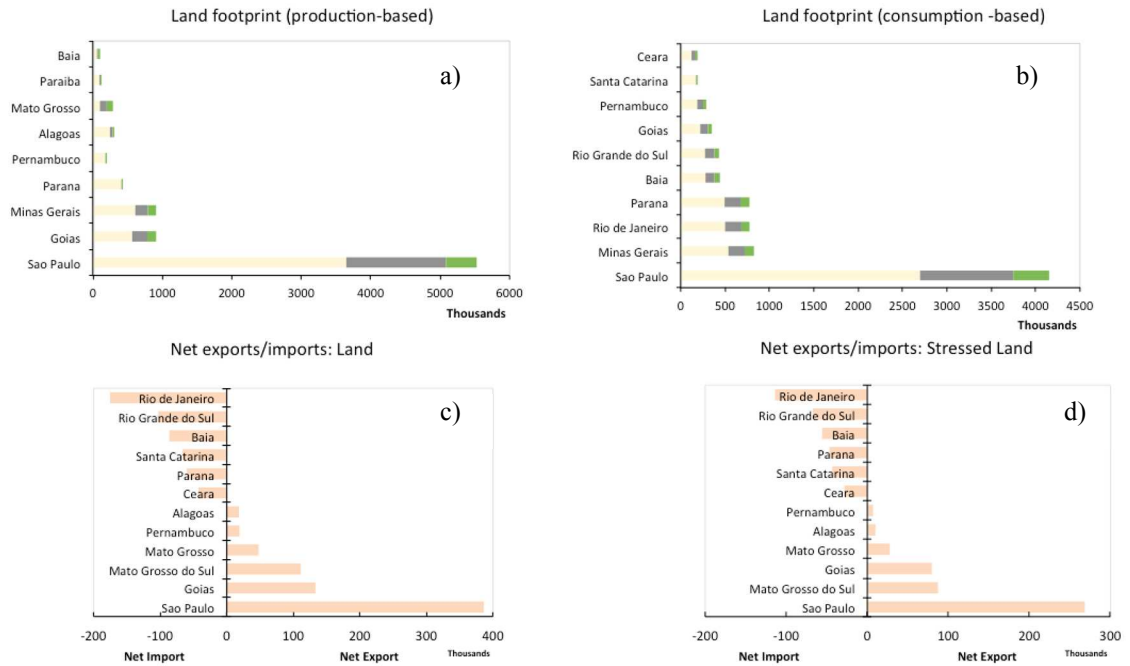 Land footprint (production-based)
a)
Baia
Paraiba
Mato Grosso
Alagoas
Pernambuco
Parana
Minas Gerais
Goias
Sao Paulo
0 1000 2000 3000 4000 5000 6000
Thousands
Land footprint (consumption -based)
b)
Ceara
Santa Catarina
Pernambuco
Goias
Rio Grande do Sul
Baia
Parana
Rio de Janeiro
Minas Gerais
Sao Paulo
0 500 1000 1500 2000 2500 3000 3500 4000 4500
Thousands
Net exports/imports: Land
c)
Rio de Janeiro
Rio Grande do Sul
Baia
Santa Catarina
Parana
Ceara
Alagoas
Pernambuco
Mato Grosso
Mato Grosso do Sul
Goias
Sao Paulo
-200 -100 0 100 200 300 400
Net Import Net Export Thousands
Net exports/imports: Stressed Land
d)
Rio de Janeiro
Rio Grande do Sul
Baia
Parana
Santa Catarina
Ceara
Pernambuco
Alagoas
Mato Grosso
Goias
Mato Grosso do Sul
Sao Paulo
-200 -100 0 100 200 300
Net Import Net Export Thousands